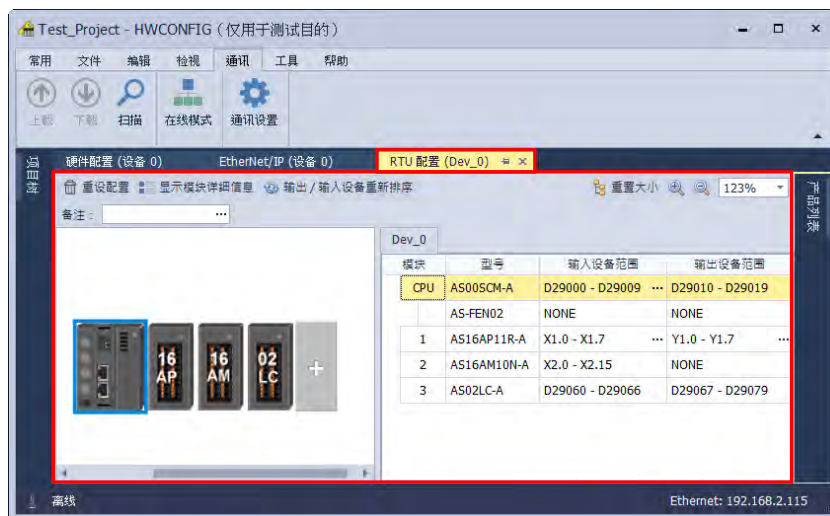 Test_Project - HWCONFIG (仅用于测试目的)
常用 文件 编辑 检视 通讯 工具 帮助
上载 下载 扫描 在线模式 通讯设置
项目树
硬件配置 (设备 0) EtherNet/IP (设备 0) RTU 配置 (Dev_0)
产品列表
重设配置 显示模块详细信息 输出/输入设备重新排序 重置大小 123%
备注: ...
Dev_0
模块 型号 输入设备范围 输出设备范围
CPU AS00SCM-A D29000 - D29009 ... D29010 - D29019
AS-FEN02 NONE NONE
1 AS16AP11R-A X1.0 - X1.7 ... Y1.0 - Y1.7 ...
2 AS16AM10N-A X2.0 - X2.15 NONE
3 AS02LC-A D29060 - D29066 D29067 - D29079
16 AP
16 AM
02 LC
+
离线 Ethernet: 192.168.2.115